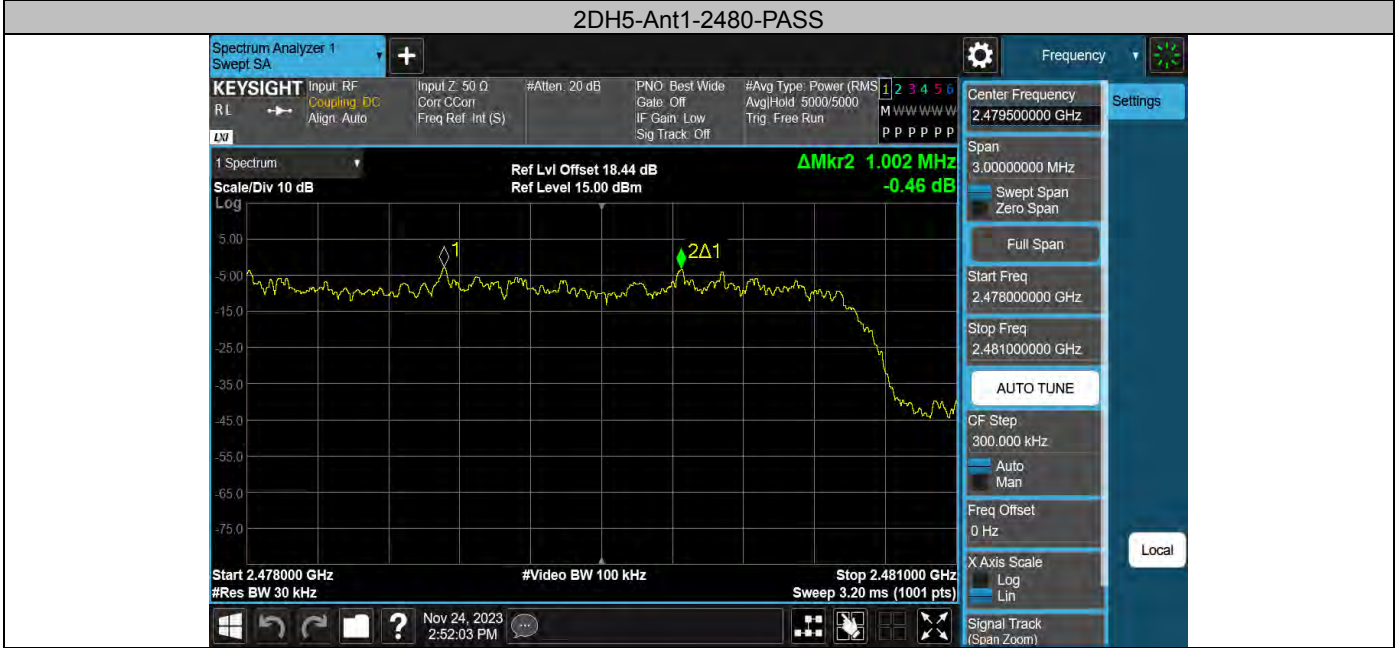 2DH5-Ant1-2480-PASS
Spectrum Analyzer 1
Swept SA
+
Frequency
KEYSIGHT
RL
LXI
Input: RF
Coupling: DC
Align: Auto
Input Z: 50 Ω
Corr CCorr
Freq Ref: Int (S)
#Atten: 20 dB
PNO: Best Wide
Gate: Off
IF Gain: Low
Sig Track: Off
#Avg Type: Power (RMS
Avg|Hold: 5000/5000
Trig: Free Run
1 2 3 4 5 6
M W W W W W
P P P P P P
1 Spectrum
Scale/Div 10 dB
Log
Ref Lvl Offset 18.44 dB
Ref Level 15.00 dBm
ΔMkr2 1.002 MHz
-0.46 dB
5.00
-5.00
-15.0
-25.0
-35.0
-45.0
-55.0
-65.0
-75.0
1
2Δ1
Start 2.478000 GHz
#Res BW 30 kHz
#Video BW 100 kHz
Stop 2.481000 GHz
Sweep 3.20 ms (1001 pts)
?
Nov 24, 2023
2:52:03 PM
Center Frequency
2.479500000 GHz
Settings
Span
3.00000000 MHz
Swept Span
Zero Span
Full Span
Start Freq
2.478000000 GHz
Stop Freq
2.481000000 GHz
AUTO TUNE
CF Step
300.000 kHz
Auto
Man
Freq Offset
0 Hz
X Axis Scale
Log
Lin
Local
Signal Track
(Span Zoom)